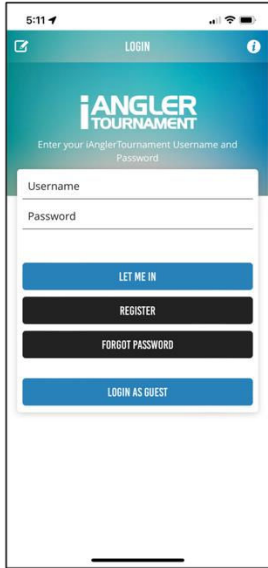 5:11
LOGIN
iANGLER
TOURNAMENT
Enter your iAnglerTournament Username and
Password
Username
Password
LET ME IN
REGISTER
FORGOT PASSWORD
LOGIN AS GUEST